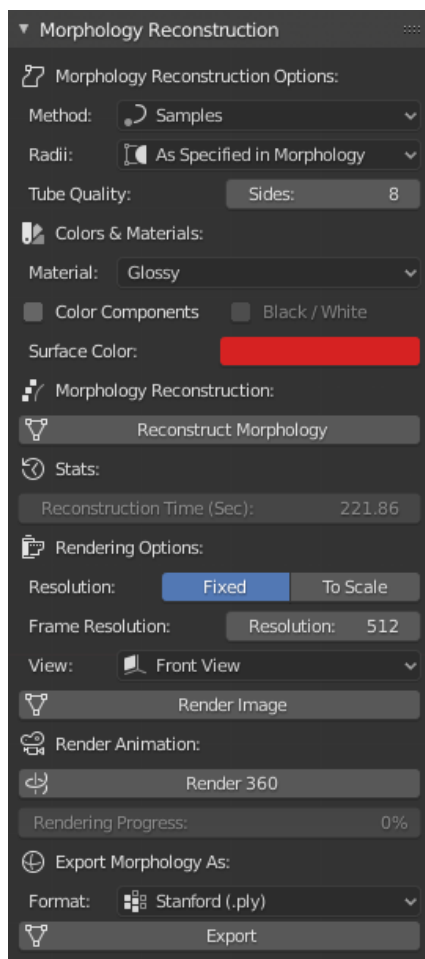 Morphology Reconstruction
Morphology Reconstruction Options:
Method: Samples
Radii: As Specified in Morphology
Tube Quality: Sides: 8
Colors & Materials:
Material: Glossy
Color Components Black / White
Surface Color:
Morphology Reconstruction:
Reconstruct Morphology
Stats:
Reconstruction Time (Sec): 221.86
Rendering Options:
Resolution: Fixed To Scale
Frame Resolution: Resolution: 512
View: Front View
Render Image
Render Animation:
Render 360
Rendering Progress: 0%
Export Morphology As:
Format: Stanford (.ply)
Export